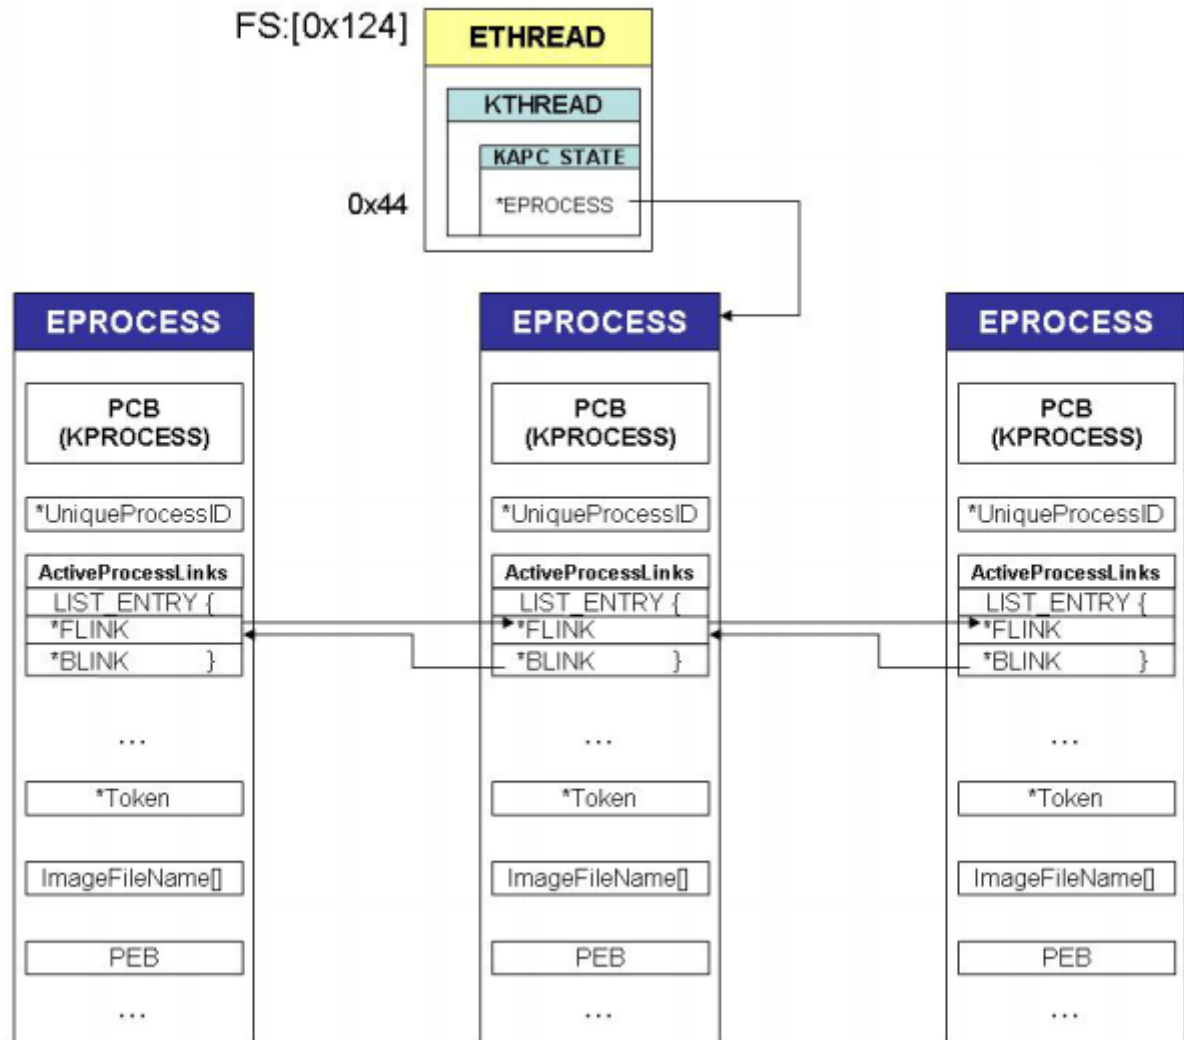 FS:[0x124]
ETHREAD
KTHREAD
KAPC STATE
0x44
*EPROCESS
EPROCESS
PCB
(KPROCESS)
*UniqueProcessID
ActiveProcessLinks
LIST_ENTRY {
*FLINK
*BLINK }
...
*Token
ImageFileName[]
PEB
...
EPROCESS
PCB
(KPROCESS)
*UniqueProcessID
ActiveProcessLinks
LIST_ENTRY {
*FLINK
*BLINK }
...
*Token
ImageFileName[]
PEB
...
EPROCESS
PCB
(KPROCESS)
*UniqueProcessID
ActiveProcessLinks
LIST_ENTRY {
*FLINK
*BLINK }
...
*Token
ImageFileName[]
PEB
...